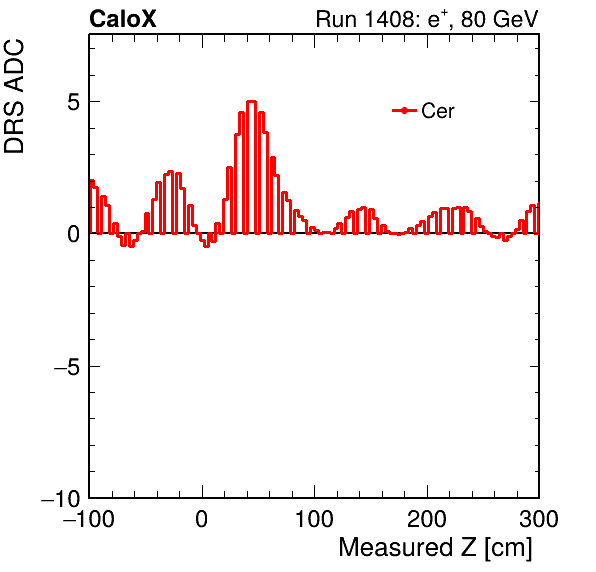 CaloX
Run 1408: e+, 80 GeV
DRS ADC
Cer
5
0
−5
−10
−100 0 100 200 300
Measured Z [cm]